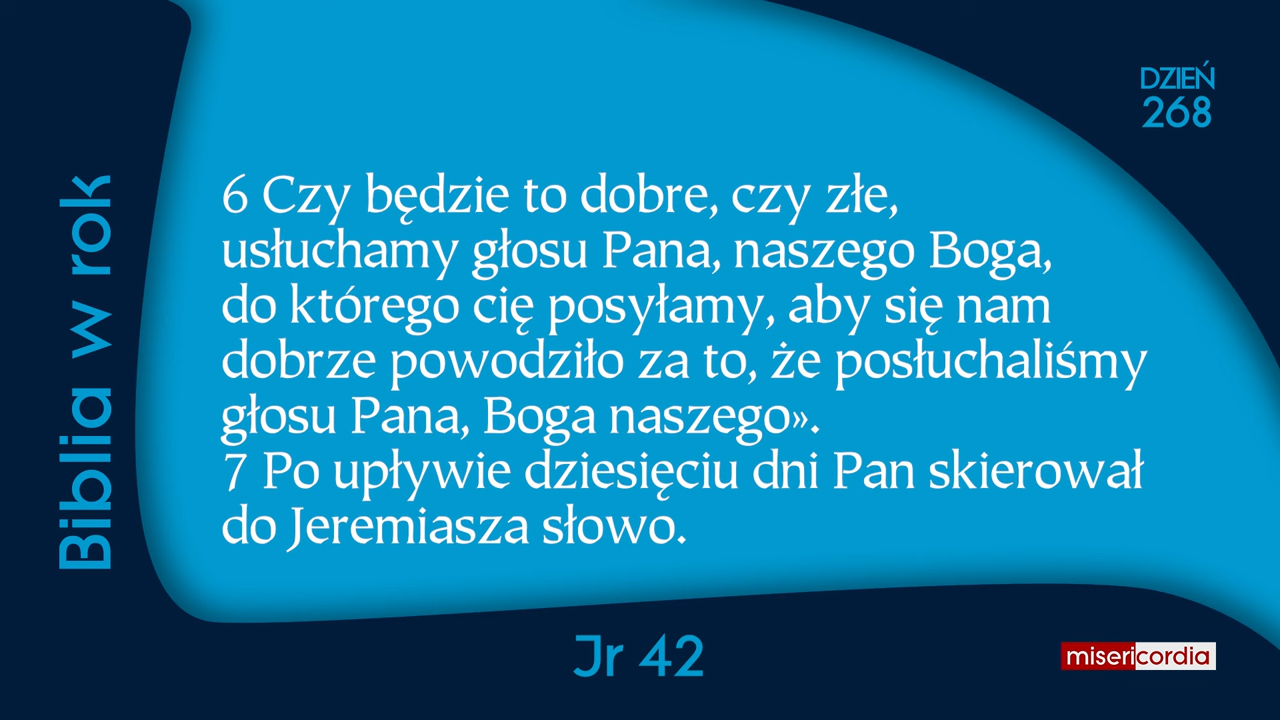 DZIEŃ
268
Biblia w rok
6 Czy będzie to dobre, czy złe,
usłuchamy głosu Pana, naszego Boga,
do którego cię posyłamy, aby się nam
dobrze powodziło za to, że posłuchaliśmy
głosu Pana, Boga naszego».
7 Po upływie dziesięciu dni Pan skierował
do Jeremiasza słowo.
Jr 42
misericordia